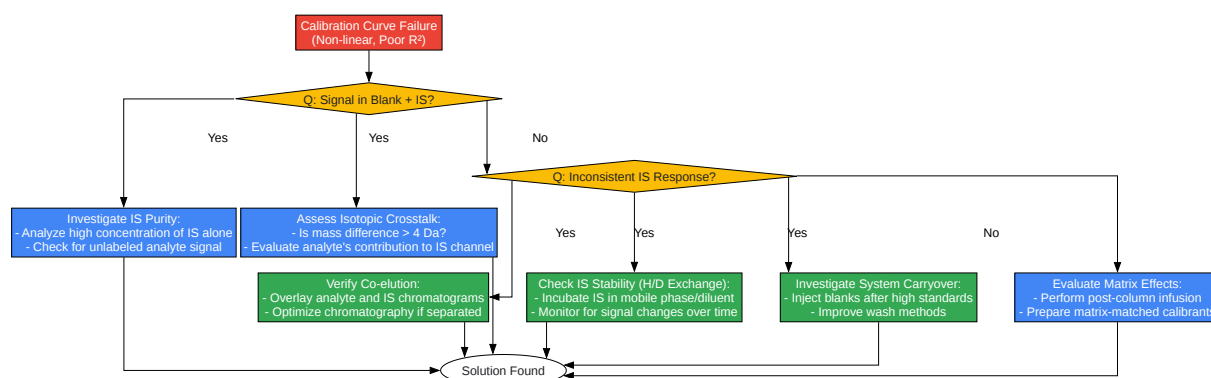 Calibration Curve Failure
(Non-linear, Poor R²)
Q: Signal in Blank + IS?
Yes
Yes
No
Q: Inconsistent IS Response?
Investigate IS Purity:
- Analyze high concentration of IS alone
- Check for unlabeled analyte signal
Assess Isotopic Crosstalk:
- Is mass difference > 4 Da?
- Evaluate analyte's contribution to IS channel
Yes
Yes
Yes
No
Verify Co-elution:
- Overlay analyte and IS chromatograms
- Optimize chromatography if separated
Check IS Stability (H/D Exchange):
- Incubate IS in mobile phase/diluent
- Monitor for signal changes over time
Investigate System Carryover:
- Inject blanks after high standards
- Improve wash methods
Evaluate Matrix Effects:
- Perform post-column infusion
- Prepare matrix-matched calibrants
Solution Found